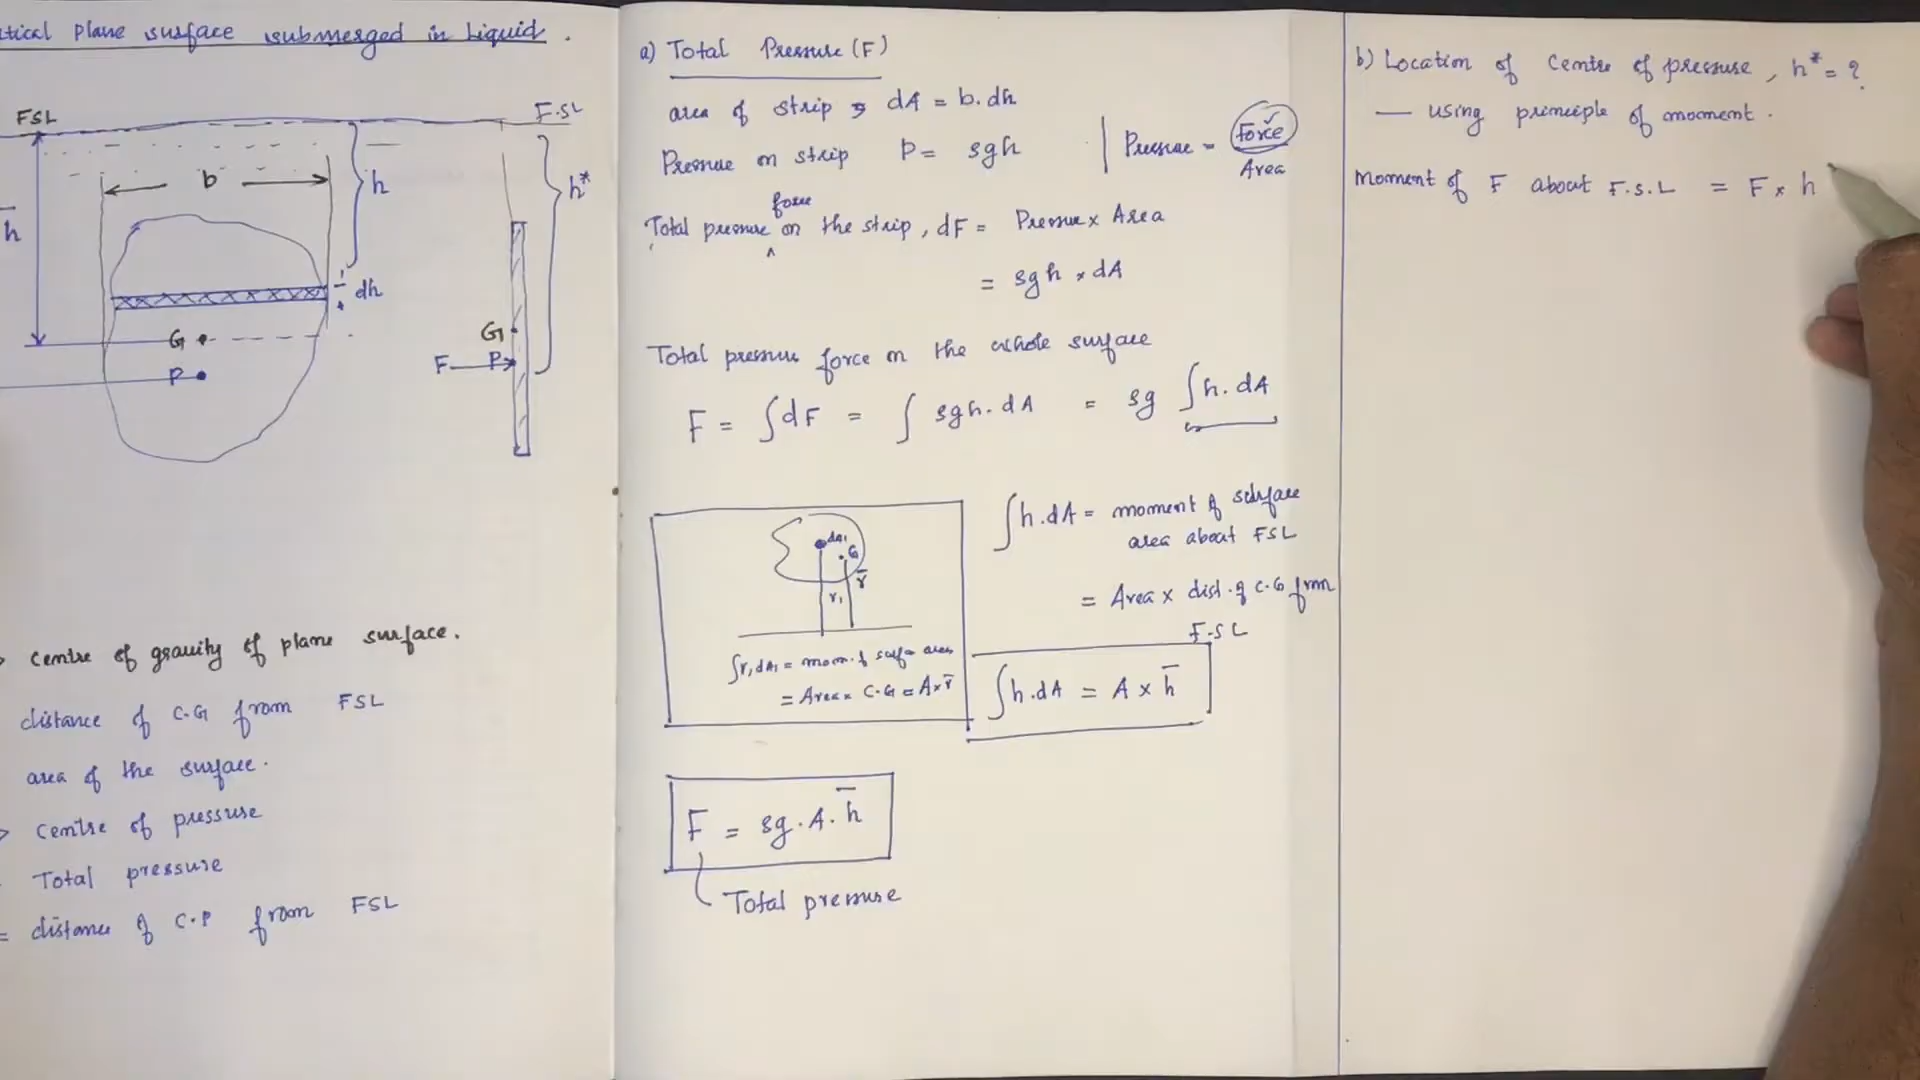 tical plane surface submerged in Liquid .
FSL
F.SL
b
h
h*
h
dh
G
P
G
F
P
Centre of gravity of plane surface.
distance of C.G from FSL
area of the surface.
Centre of pressure
Total pressure
= distance of C.P from FSL
a) Total Pressure (F)
area of strip dA = b.dh
Pressure on strip P = ρgh
Pressure = Force
Area
force
Total pressure on the strip, dF = Pressure x Area
= ρgh x dA
Total pressure force on the whole surface
F = ∫dF = ∫ρgh.dA = ρg ∫h.dA
∫h.dA = moment of surface
area about FSL
= Area x dist. of C.G from
F.SL
∫h.dA = A x h̅
dA₁
G
r₁
r̅
∫r₁dA₁ = mom. of surface area
= Area x C.G = A x r̅
F = ρg.A.h̅
Total pressure
b) Location of Centre of pressure, h* = ?
— using principle of moment.
Moment of F about F.S.L = F x h